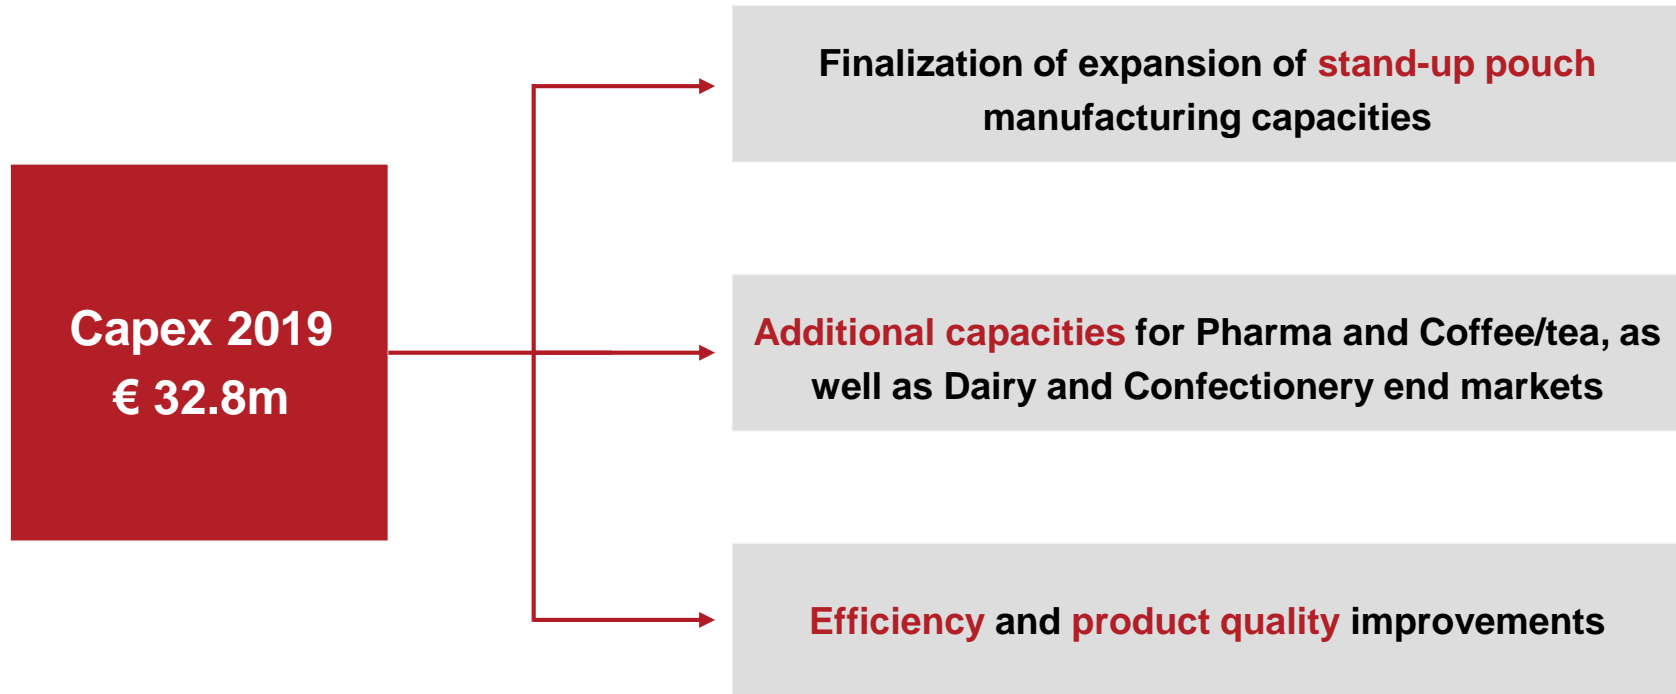 Capex 2019
€ 32.8m
Finalization of expansion of stand-up pouch
manufacturing capacities
Additional capacities for Pharma and Coffee/tea, as
well as Dairy and Confectionery end markets
Efficiency and product quality improvements